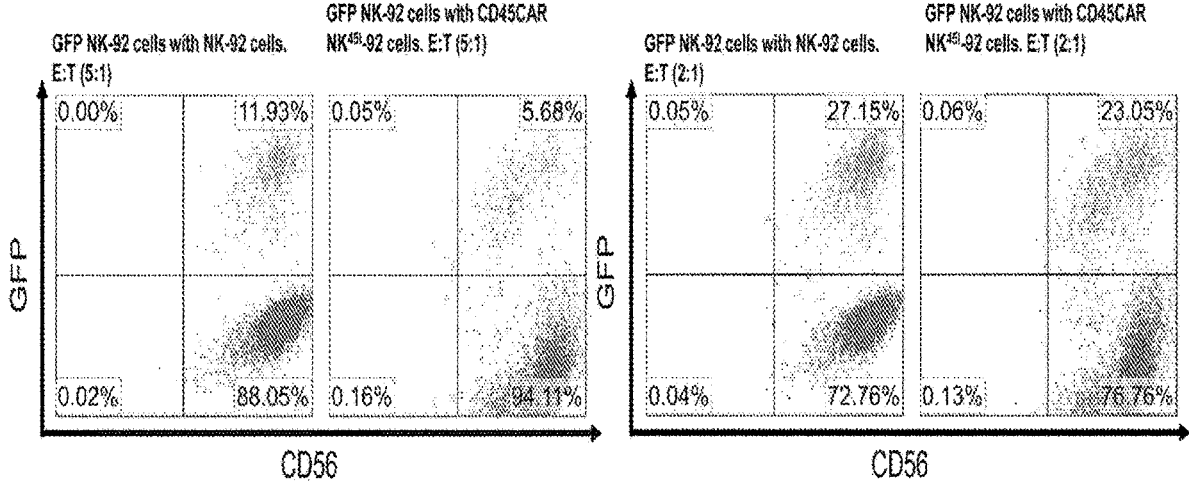 GFP NK-92 cells with NK-92 cells.
E:T (5:1)
GFP NK-92 cells with CD45CAR
NK45i-92 cells. E:T (5:1)
GFP NK-92 cells with NK-92 cells.
E:T (2:1)
GFP NK-92 cells with CD45CAR
NK45i-92 cells. E:T (2:1)
0.00%
11.93%
0.05%
5.68%
0.05%
27.15%
0.06%
23.05%
GFP
GFP
0.02%
88.05%
0.16%
94.11%
0.04%
72.76%
0.13%
76.76%
CD56
CD56